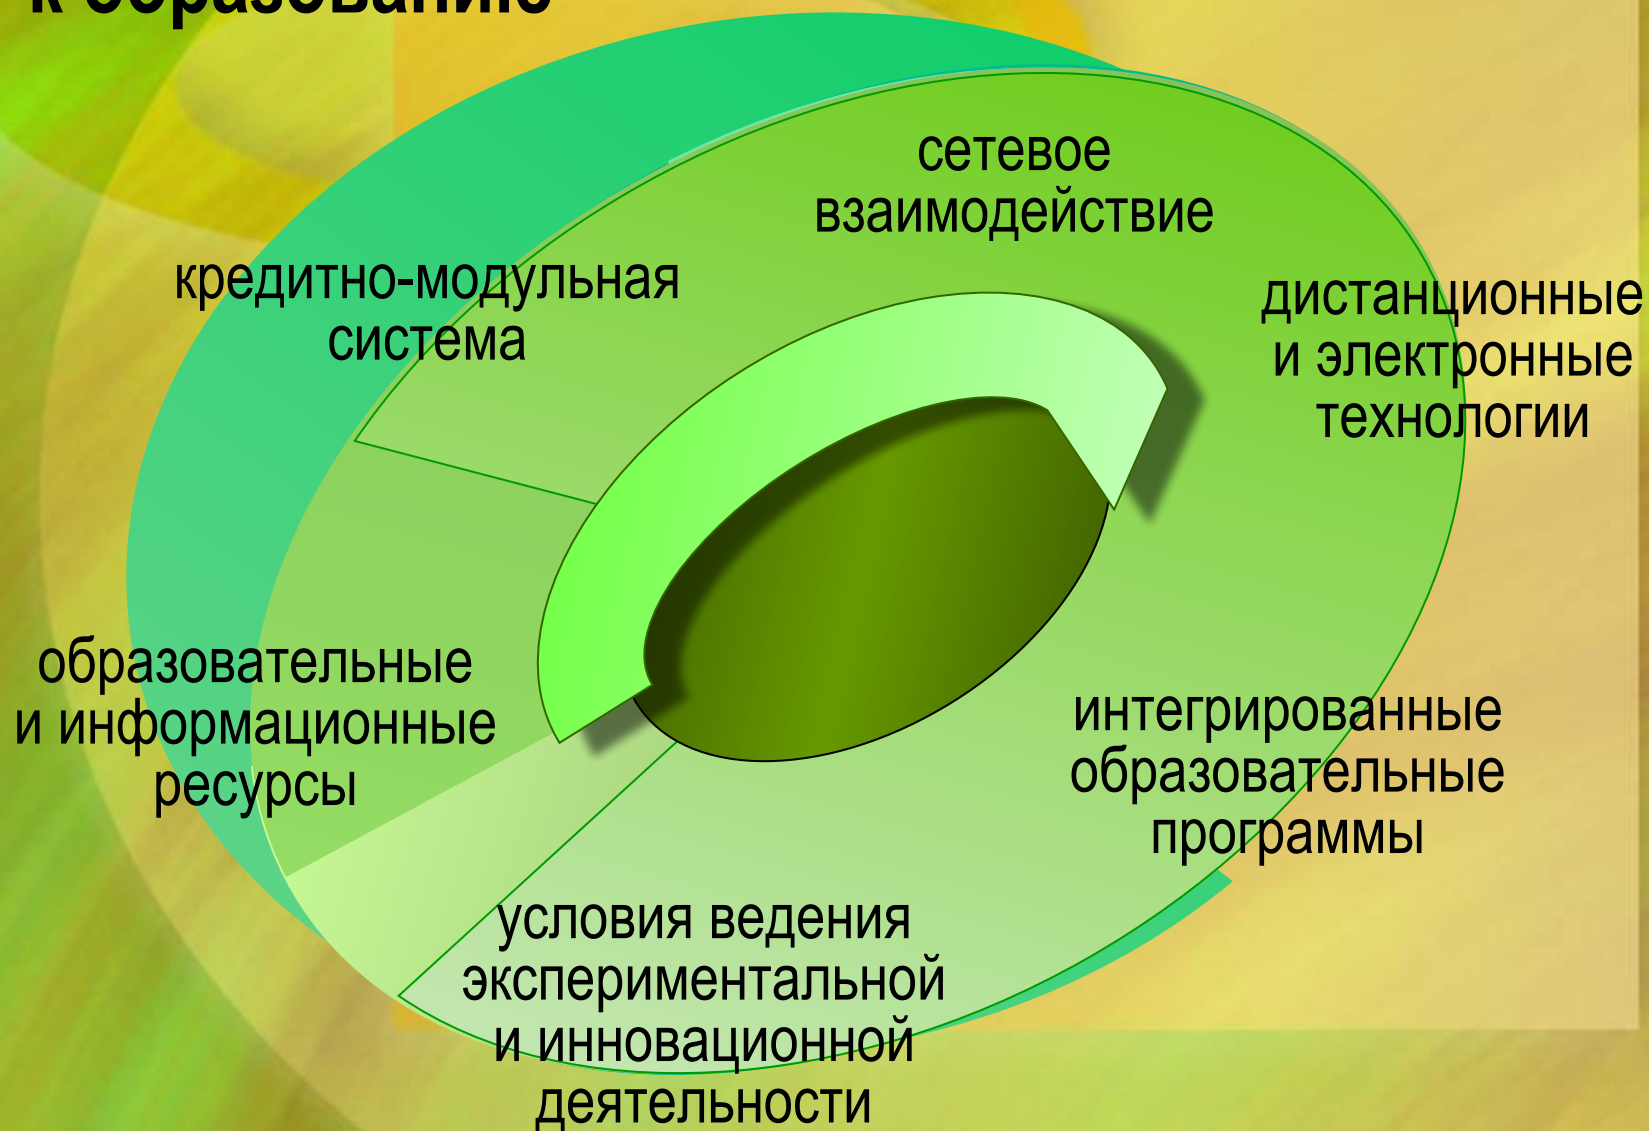 к образованию
сетевое
взаимодействие
кредитно-модульная
система
дистанционные
и электронные
технологии
образовательные
и информационные
ресурсы
интегрированные
образовательные
программы
условия ведения
экспериментальной
и инновационной
деятельности